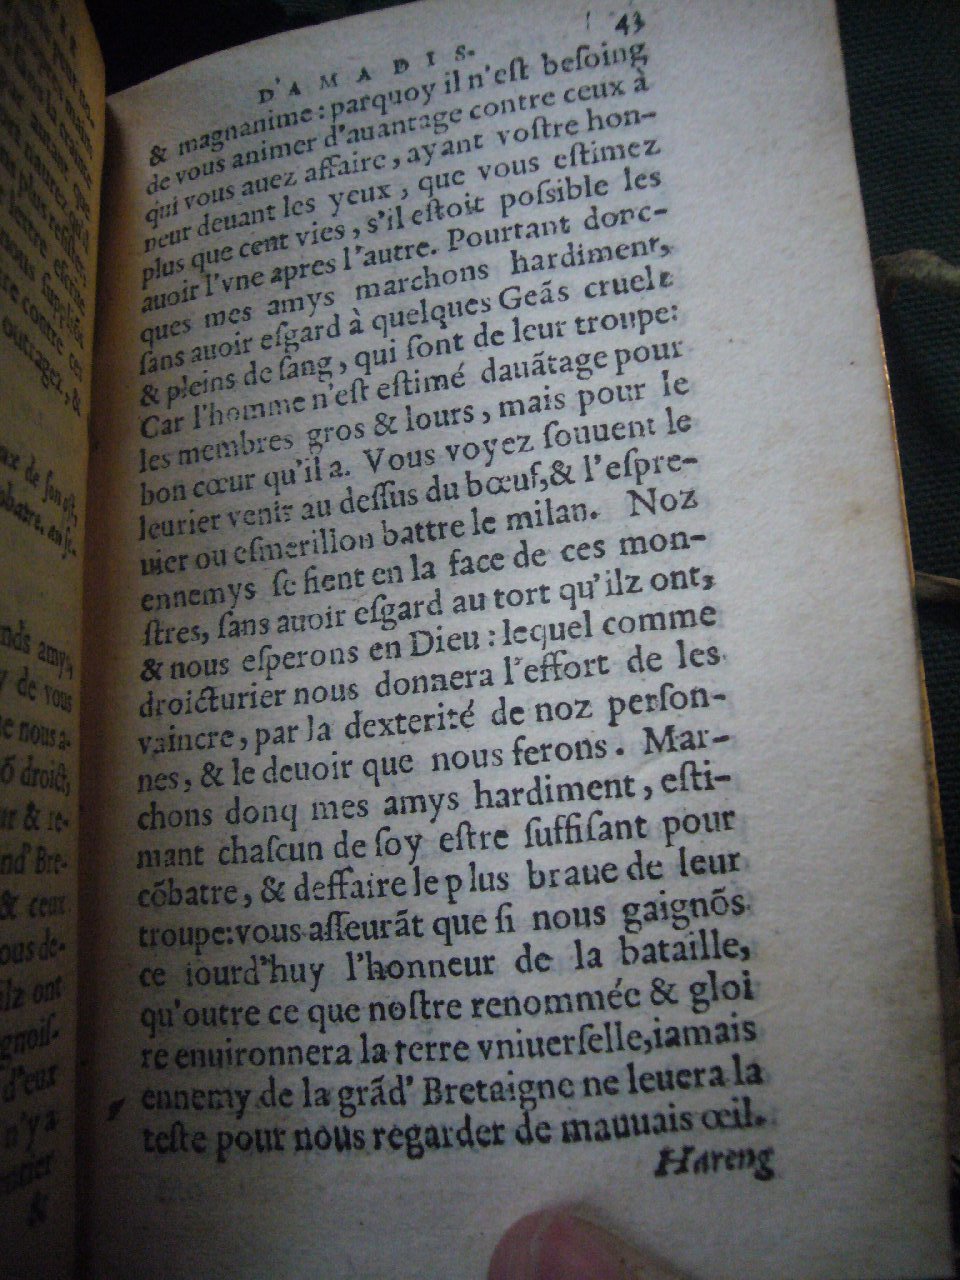 43
D'AMADIS.
& magnanime: parquoy il n'eſt beſoing
de vous animer d'auantage contre ceux à
qui vous auez affaire, ayant voſtre hon-
neur deuant les yeux, que vous eſtimez
plus que cent vies, s'il eſtoit poſsible les
auoir l'vne apres l'autre. Pourtant donc-
ques mes amys marchons hardiment,
ſans auoir eſgard à quelques Geãs cruelz
& pleins de ſang, qui ſont de leur troupe:
Car l'homme n'eſt eſtimé dauãtage pour
les membres gros & lours, mais pour le
bon cœur qu'il a. Vous voyez ſouuent le
leurier venir au deſſus du bœuf, & l'eſpre-
uier ou eſmerillon battre le milan. Noz
ennemys ſe fient en la face de ces mon-
ſtres, ſans auoir eſgard au tort qu'ilz ont,
& nous eſperons en Dieu: lequel comme
droicturier nous donnera l'effort de les
vaincre, par la dexterité de noz perſon-
nes, & le deuoir que nous ferons. Mar-
chons donq mes amys hardiment, eſti-
mant chaſcun de ſoy eſtre ſuffiſant pour
cõbatre, & deffaire le plus braue de leur
troupe: vous aſſeurãt que ſi nous gaignõs
ce iourd'huy l'honneur de la bataille,
qu'outre ce que noſtre renommée & gloi
re enuironnera la terre vniuerſelle, iamais
ennemy de la grãd' Bretaigne ne leuera la
teſte pour nous regarder de mauuais œil.
Hareng